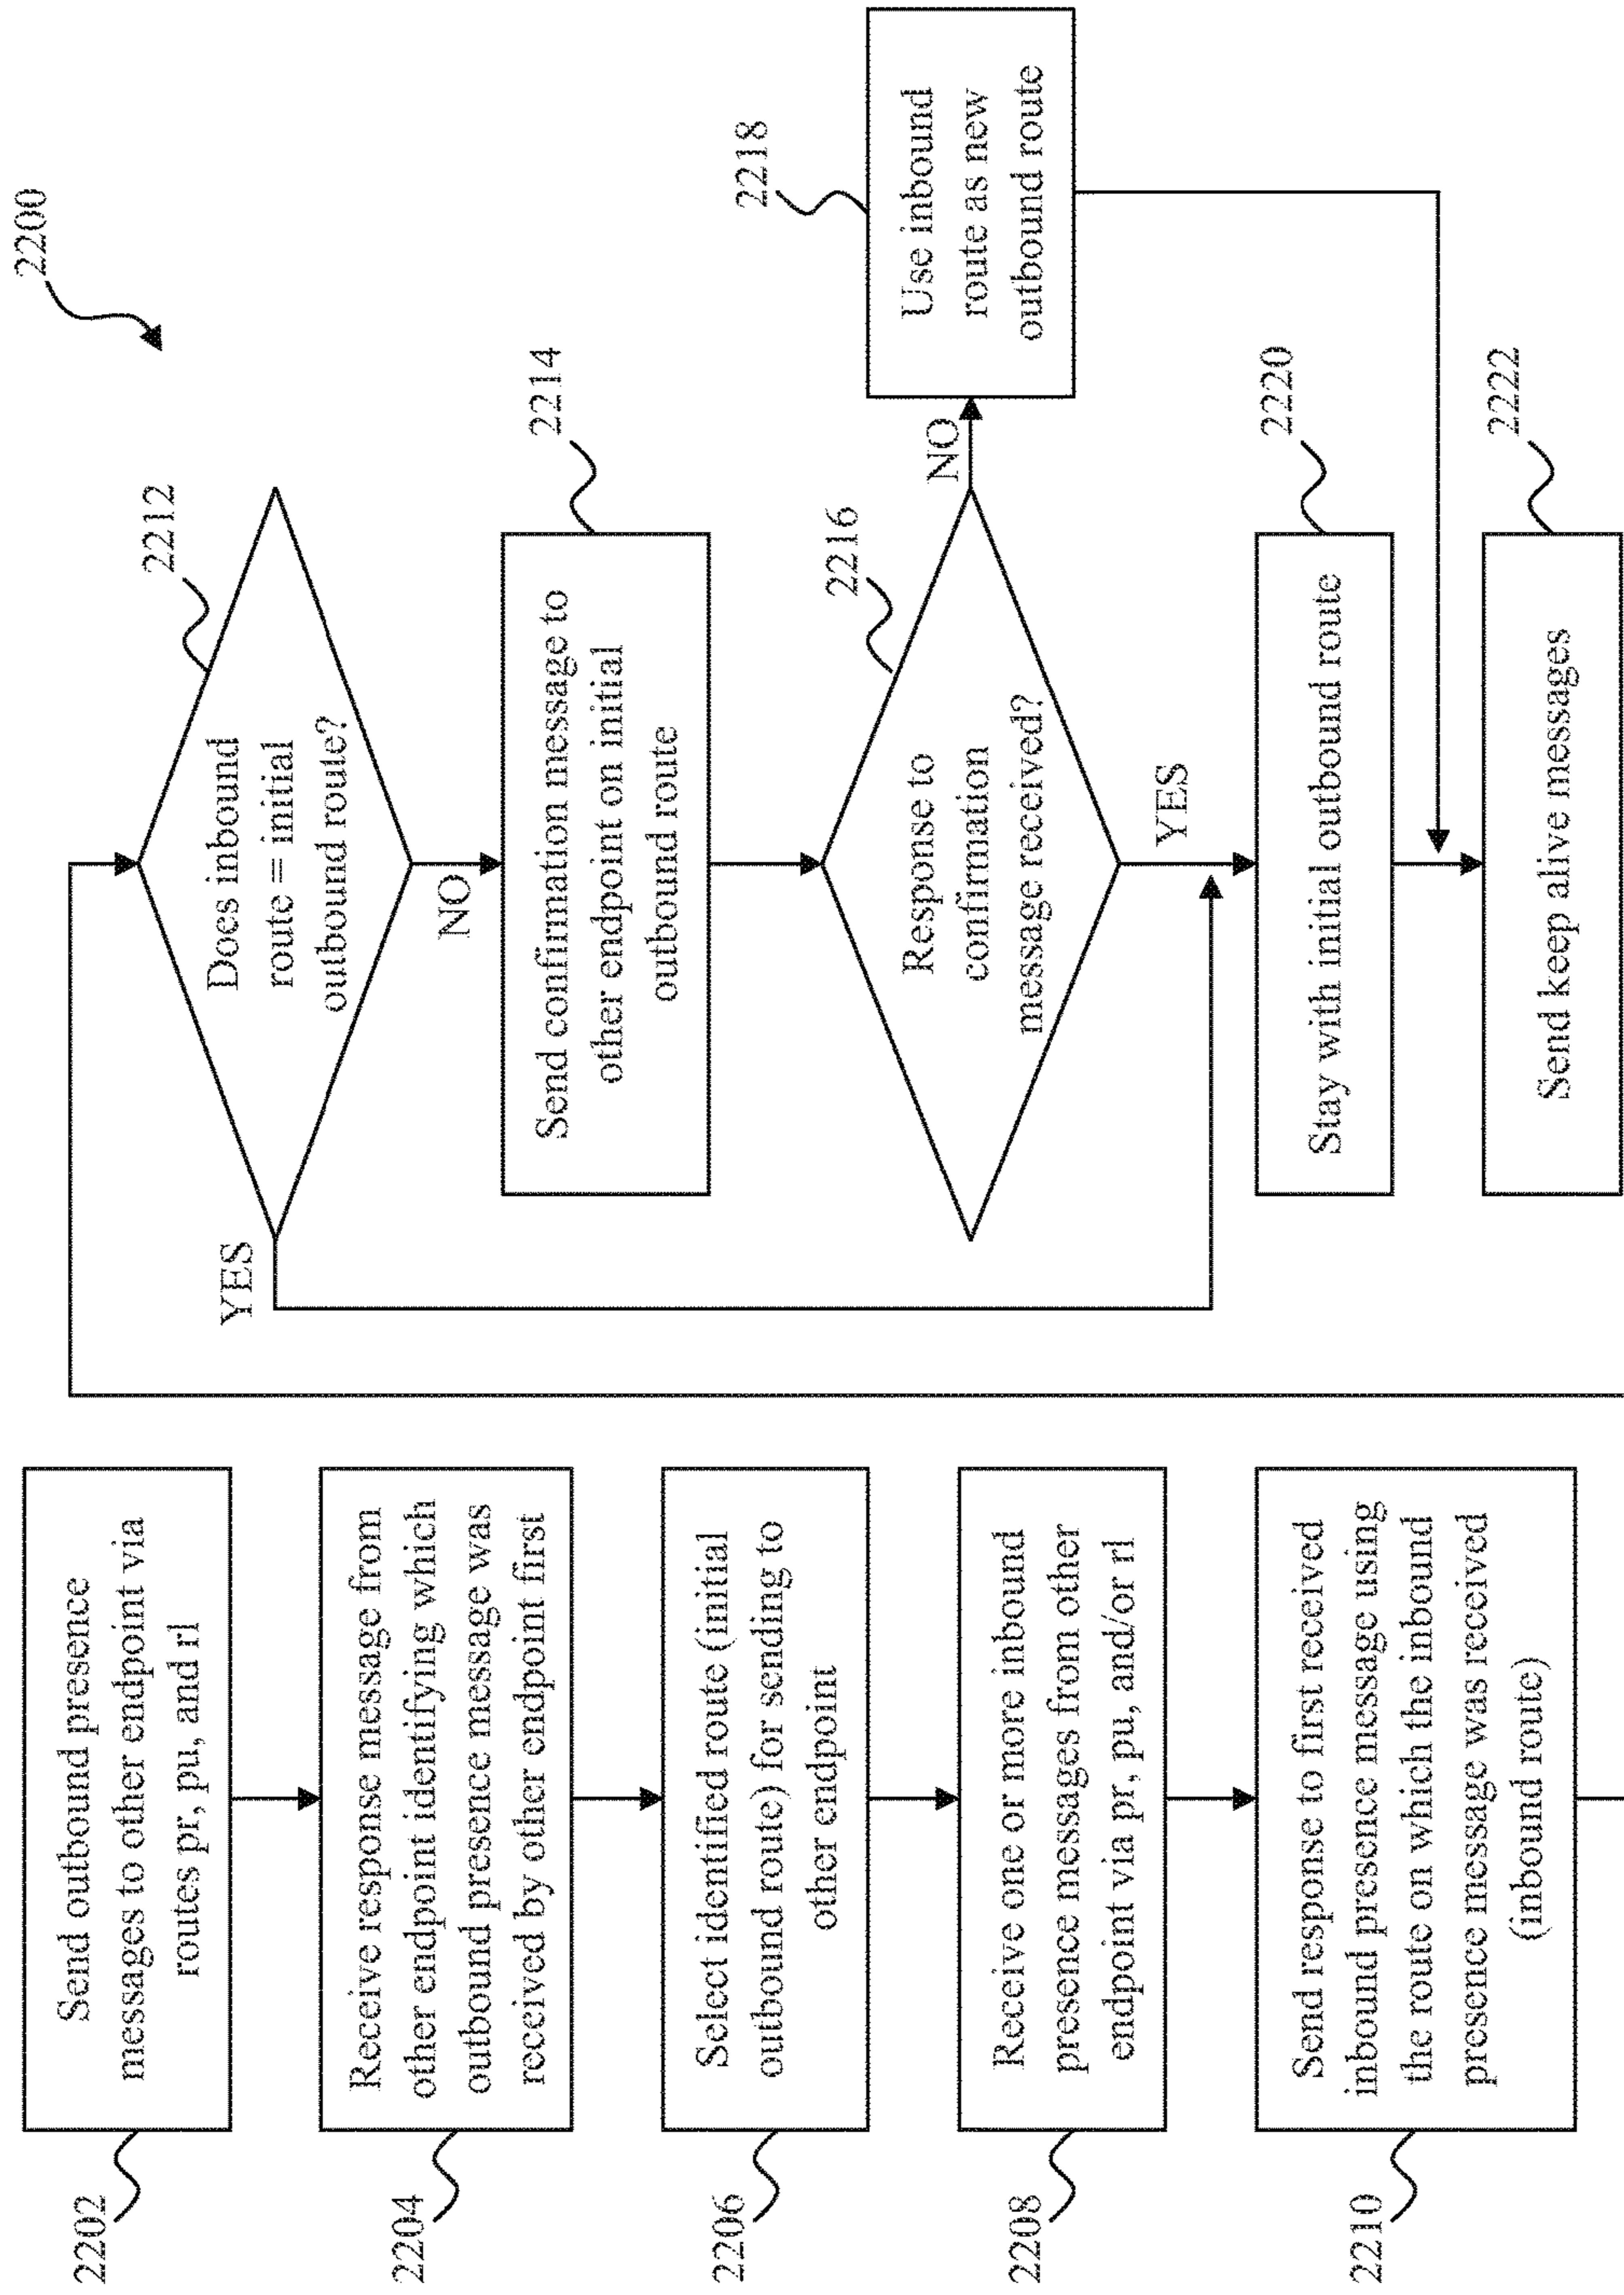 2200
2202
Send outbound presence
messages to other endpoint via
routes pr, pu, and rl
2204
Receive response message from
other endpoint identifying which
outbound presence message was
received by other endpoint first
2206
Select identified route (initial
outbound route) for sending to
other endpoint
2208
Receive one or more inbound
presence messages from other
endpoint via pr, pu, and/or rl
2210
Send response to first received
inbound presence message using
the route on which the inbound
presence message was received
(inbound route)
2212
Does inbound
route = initial
outbound route?
YES
NO
2214
Send confirmation message to
other endpoint on initial
outbound route
2216
Response to
confirmation
message received?
NO
YES
2218
Use inbound
route as new
outbound route
2220
Stay with initial outbound route
2222
Send keep alive messages